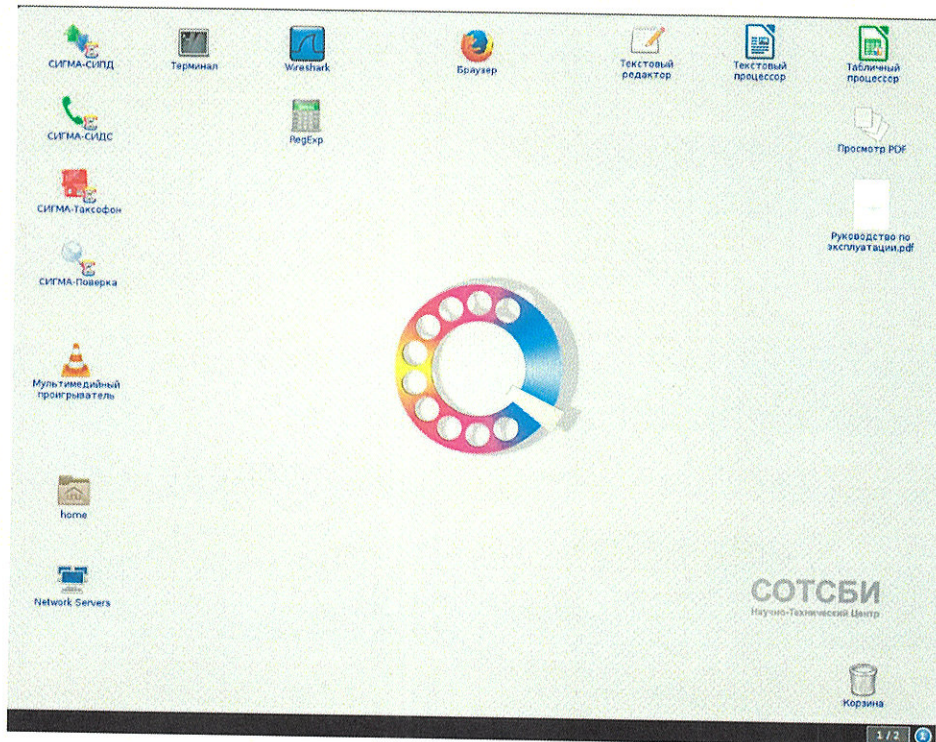 СИГМА-СИПД
Терминал
Wireshark
Браузер
Текстовый
редактор
Текстовый
процессор
Табличный
процессор
СИГМА-СИДС
RegExp
Просмотр PDF
СИГМА-Таксофон
Руководство по
эксплуатации.pdf
СИГМА-Поверка
Мультимедийный
проигрыватель
home
Network Servers
СОТСБИ
Научно-Технический Центр
Корзина
1 / 2